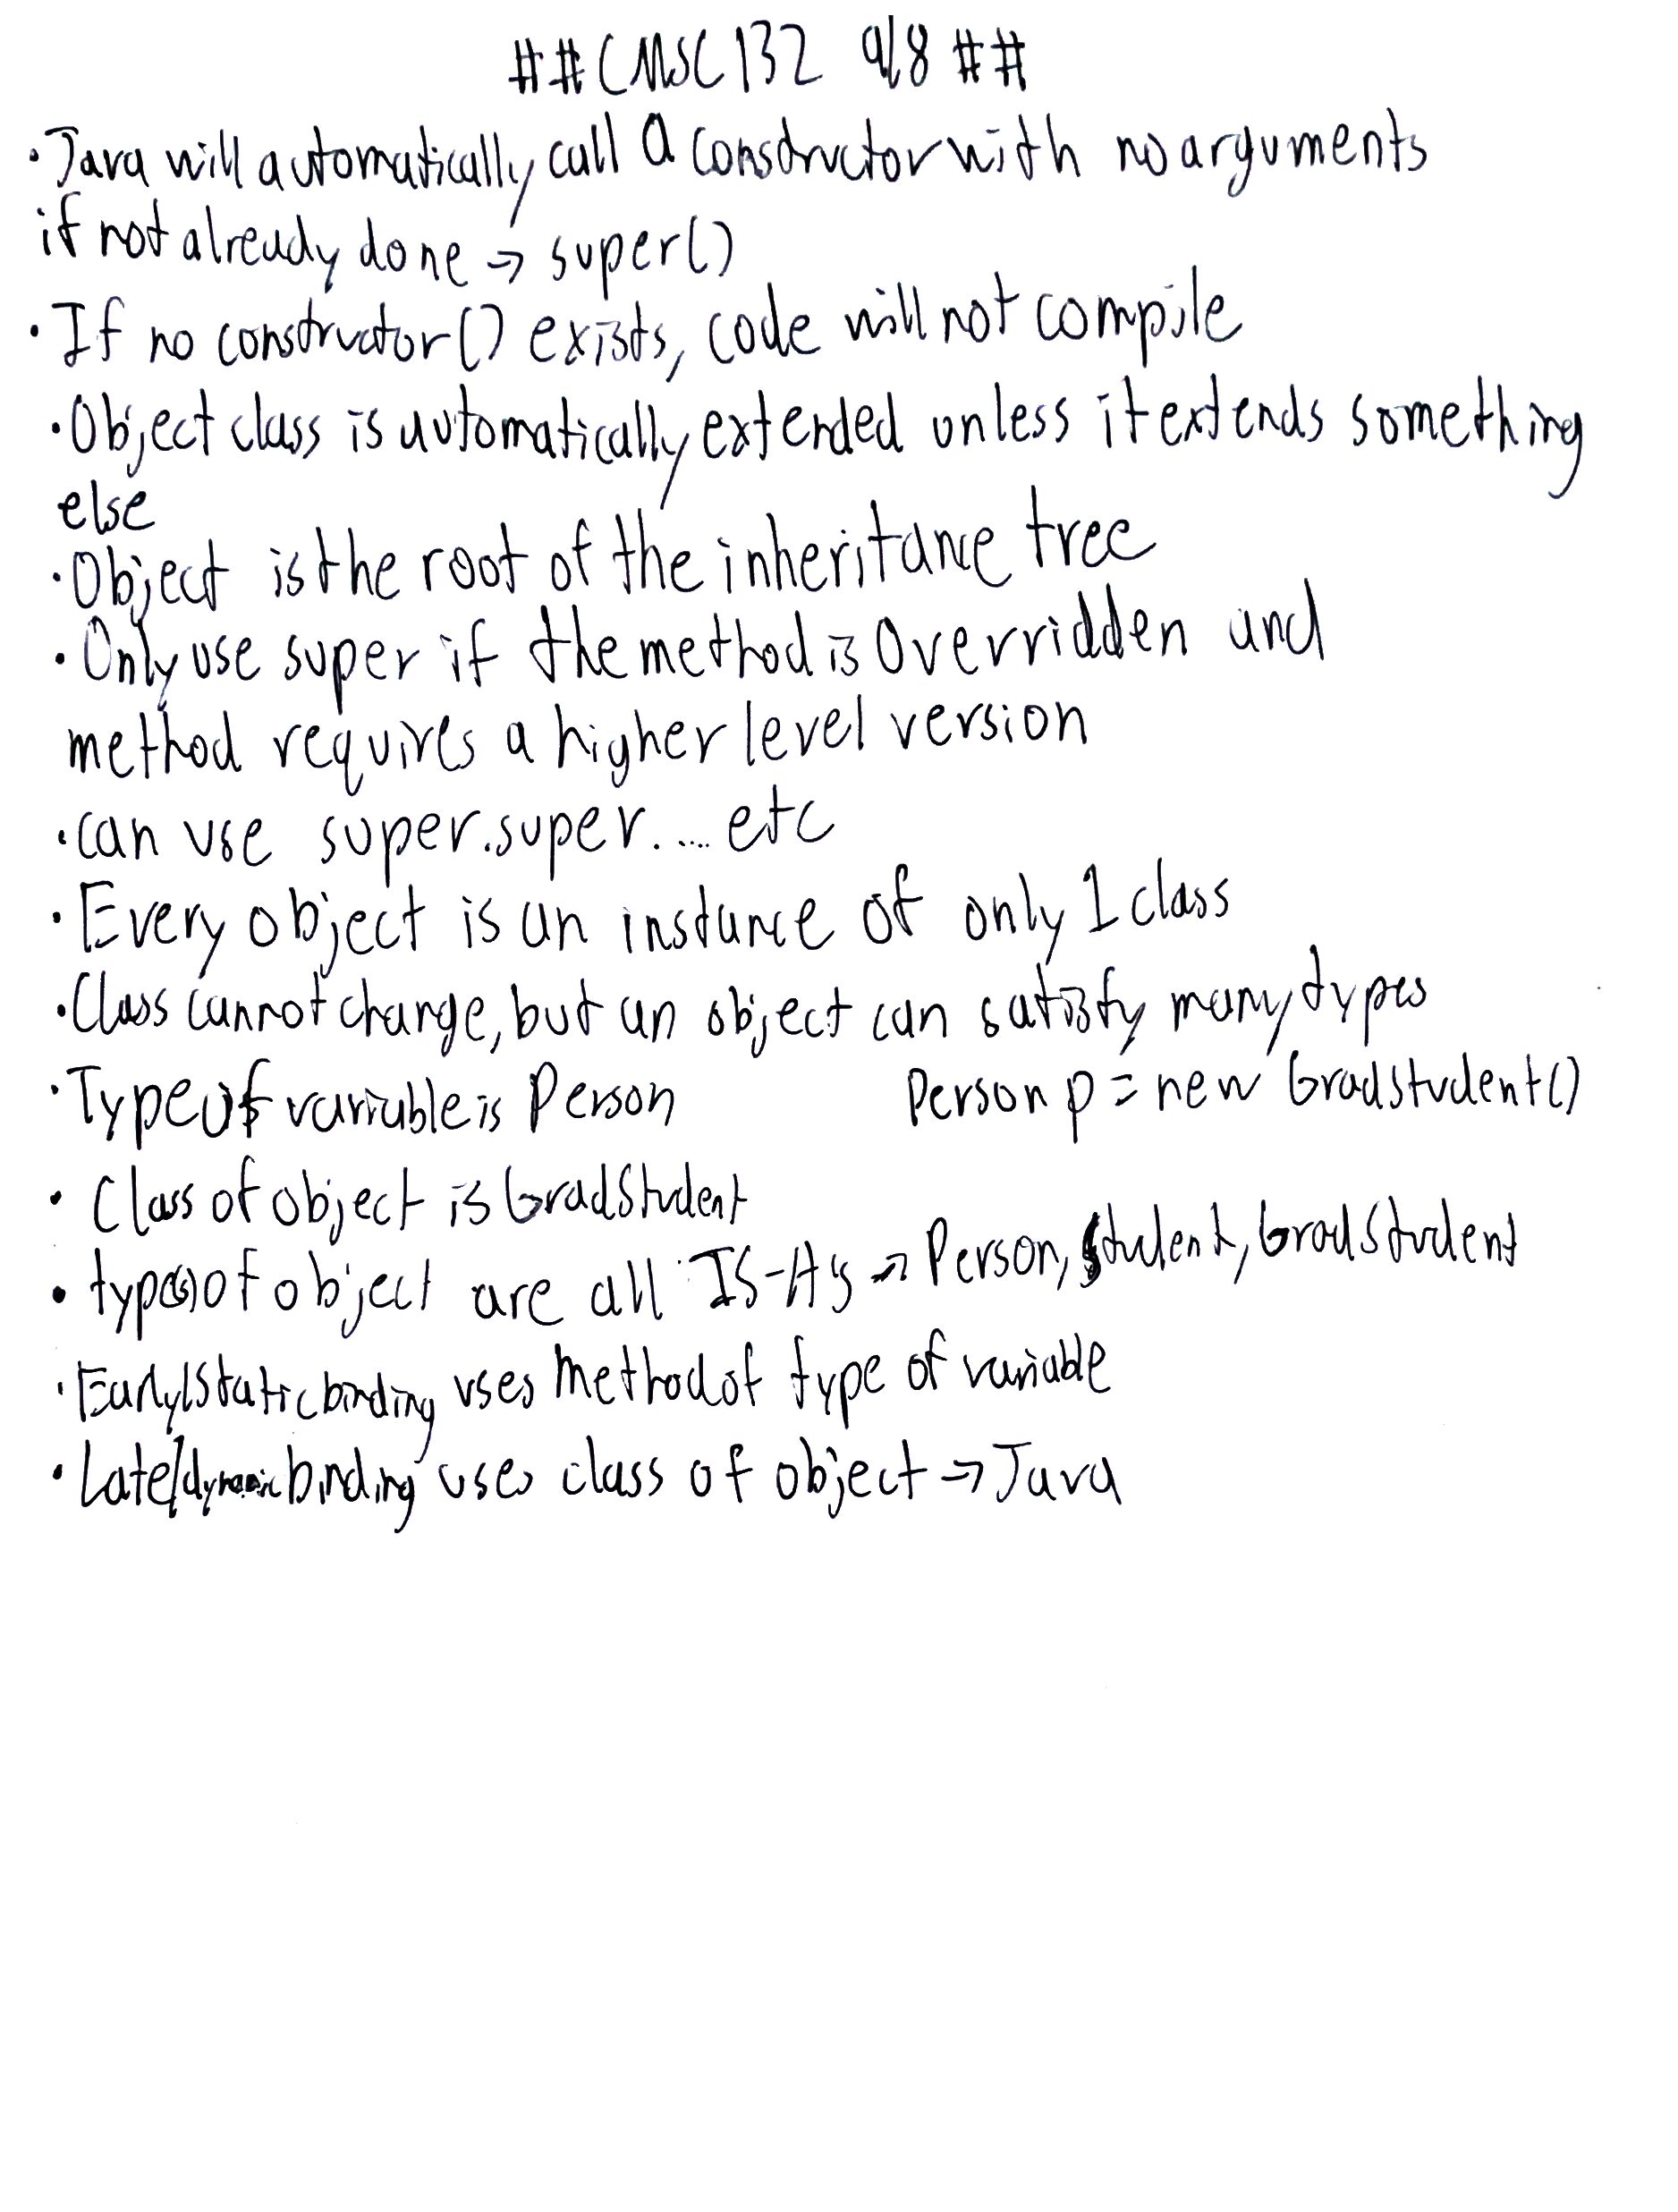 ##CMSC132 9/8##
·Java will automatically call a constructor with no arguments
if not already done → super()
·If no constructor() exists, code will not compile
·Object class is automatically extended unless it extends something
else
·Object is the root of the inheritance tree
·Only use super if the method is overridden and
method requires a higher level version
·can use super.super.... etc
·Every object is an instance of only 1 class
·Class cannot change, but an object can satisfy many types
·Type of variable is Person Person p = new Gradstudent()
·Class of object is GradStudent
·type(s) of object are all IS-A's → Person, Student, GradStudent
·Early/Static binding uses method of type of variable
·Late/dynamic binding uses class of object → Java